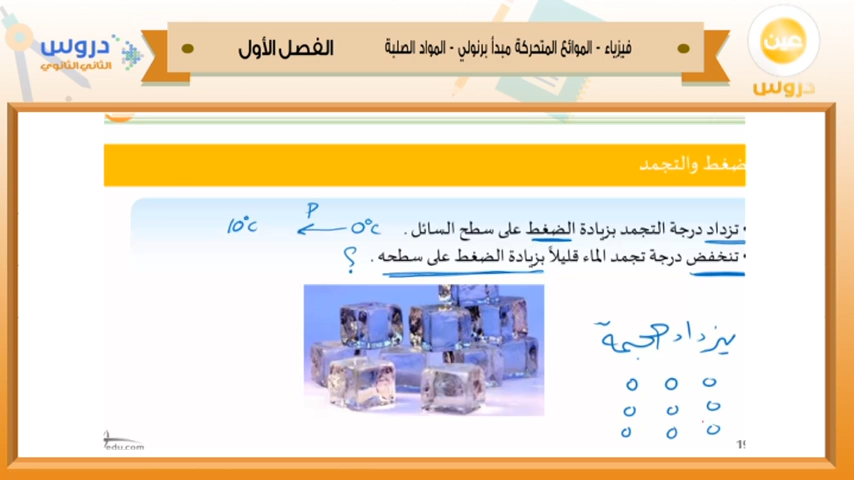 دروس
الثاني الثانوي
الفصل الأول
فيزياء - الموائع المتحركة مبدأ برنولي - المواد الصلبة
عين
دروس
ضغط والتجمد
• تزداد درجة التجمد بزيادة الضغط على سطح السائل .
0°C
P
10°C
• تنخفض درجة تجمد الماء قليلاً بزيادة الضغط على سطحه .
؟
يزداد حجمه
edu.com
19